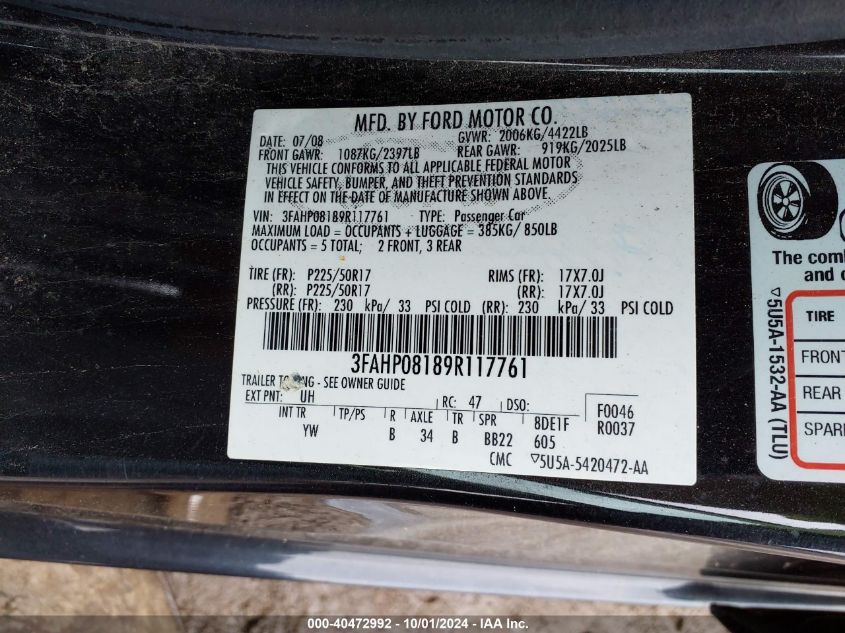 MFD. BY FORD MOTOR CO.
DATE: 07/08 GVWR: 2006KG/4422LB
FRONT GAWR: 1087KG/2397LB REAR GAWR: 919KG/2025LB
THIS VEHICLE CONFORMS TO ALL APPLICABLE FEDERAL MOTOR
VEHICLE SAFETY, BUMPER, AND THEFT PREVENTION STANDARDS
IN EFFECT ON THE DATE OF MANUFACTURE SHOWN ABOVE.
VIN: 3FAHP08189R117761 TYPE: Passenger Car
MAXIMUM LOAD = OCCUPANTS + LUGGAGE = 385KG/ 850LB
OCCUPANTS = 5 TOTAL; 2 FRONT, 3 REAR
TIRE (FR): P225/50R17 RIMS (FR): 17X7.0J
(RR): P225/50R17 (RR): 17X7.0J
PRESSURE (FR): 230 kPa/ 33 PSI COLD (RR): 230 kPa/ 33 PSI COLD
3FAHP08189R117761
TRAILER - SEE OWNER GUIDE
EXT PNT: UH RC: 47 DSO: F0046
INT TR TP/PS R AXLE TR SPR 8DE1F R0037
YW B 34 B BB22 605
CMC ▽5U5A-5420472-AA
The
and
▽5U5A-1532-AA (TLU)
TIRE
FRONT
REAR
000-40472992 - 10/01/2024 - IAA Inc.